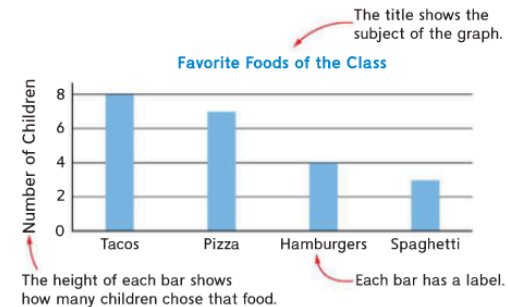 The title shows the
subject of the graph.
Favorite Foods of the Class
Number of Children
8
6
4
2
0
Tacos Pizza Hamburgers Spaghetti
The height of each bar shows
how many children chose that food.
Each bar has a label.